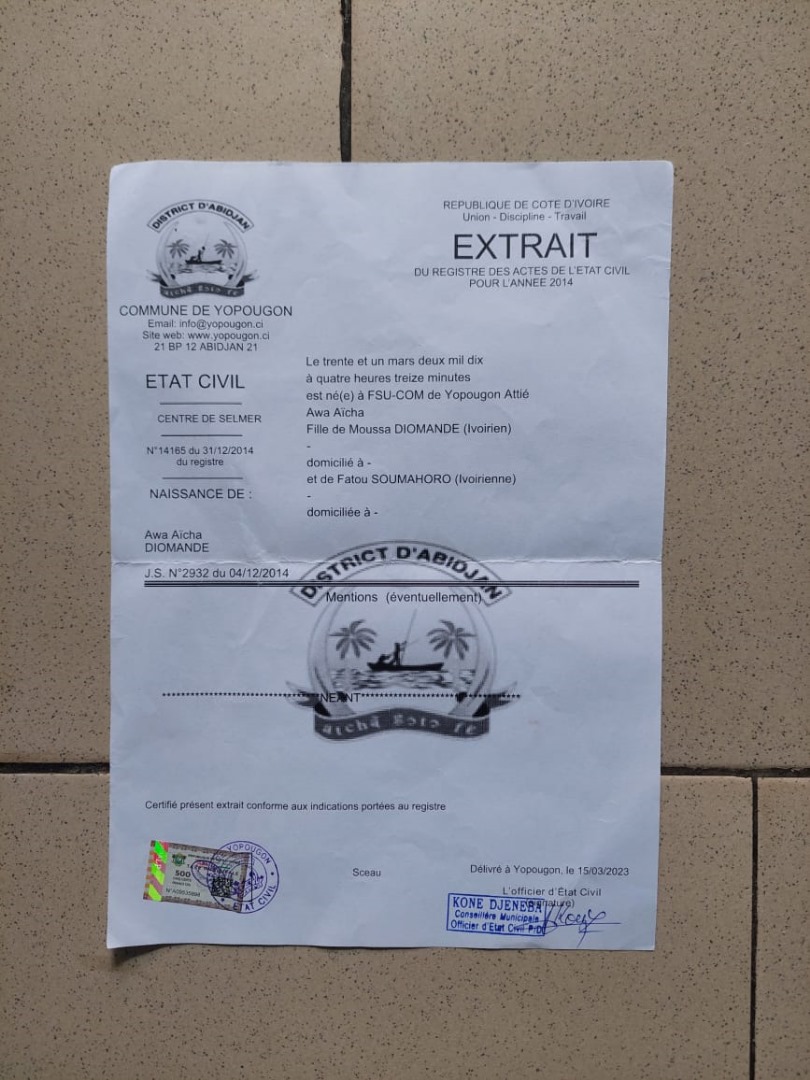 DISTRICT D'ABIDJAN
COMMUNE DE YOPOUGON
Email: info@yopougon.ci
Site web: www.yopougon.ci
21 BP 12 ABIDJAN 21
REPUBLIQUE DE COTE D'IVOIRE
Union - Discipline - Travail
EXTRAIT
DU REGISTRE DES ACTES DE L'ETAT CIVIL
POUR L'ANNEE 2014
ETAT CIVIL
CENTRE DE SELMER
N°14165 du 31/12/2014
du registre
NAISSANCE DE :
Awa Aïcha
DIOMANDE
J.S. N°2932 du 04/12/2014
Le trente et un mars deux mil dix
à quatre heures treize minutes
est né(e) à FSU-COM de Yopougon Attié
Awa Aïcha
Fille de Moussa DIOMANDE (Ivoirien)
-
domicilié à -
et de Fatou SOUMAHORO (Ivoirienne)
-
domiciliée à -
DISTRICT D'ABIDJAN
Mentions (éventuellement)
NEANT
Certifié présent extrait conforme aux indications portées au registre
500
YOPOUGON
ETAT CIVIL
Sceau
Délivré à Yopougon, le 15/03/2023
L'officier d'État Civil
KONE DJENEBA
Conseillère Municipale
Officier d'Etat Civil P.D